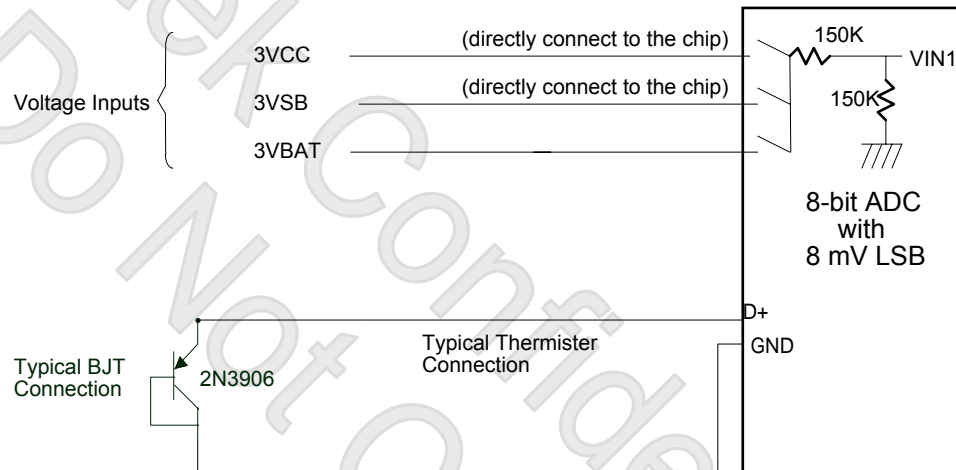 (directly connect to the chip)
150K
3VCC
VIN1
(directly connect to the chip)
Voltage Inputs
3VSB
150K
3VBAT
8-bit ADC
with
8 mV LSB
D+
Typical Thermister
Connection
GND
Typical BJT
Connection
2N3906